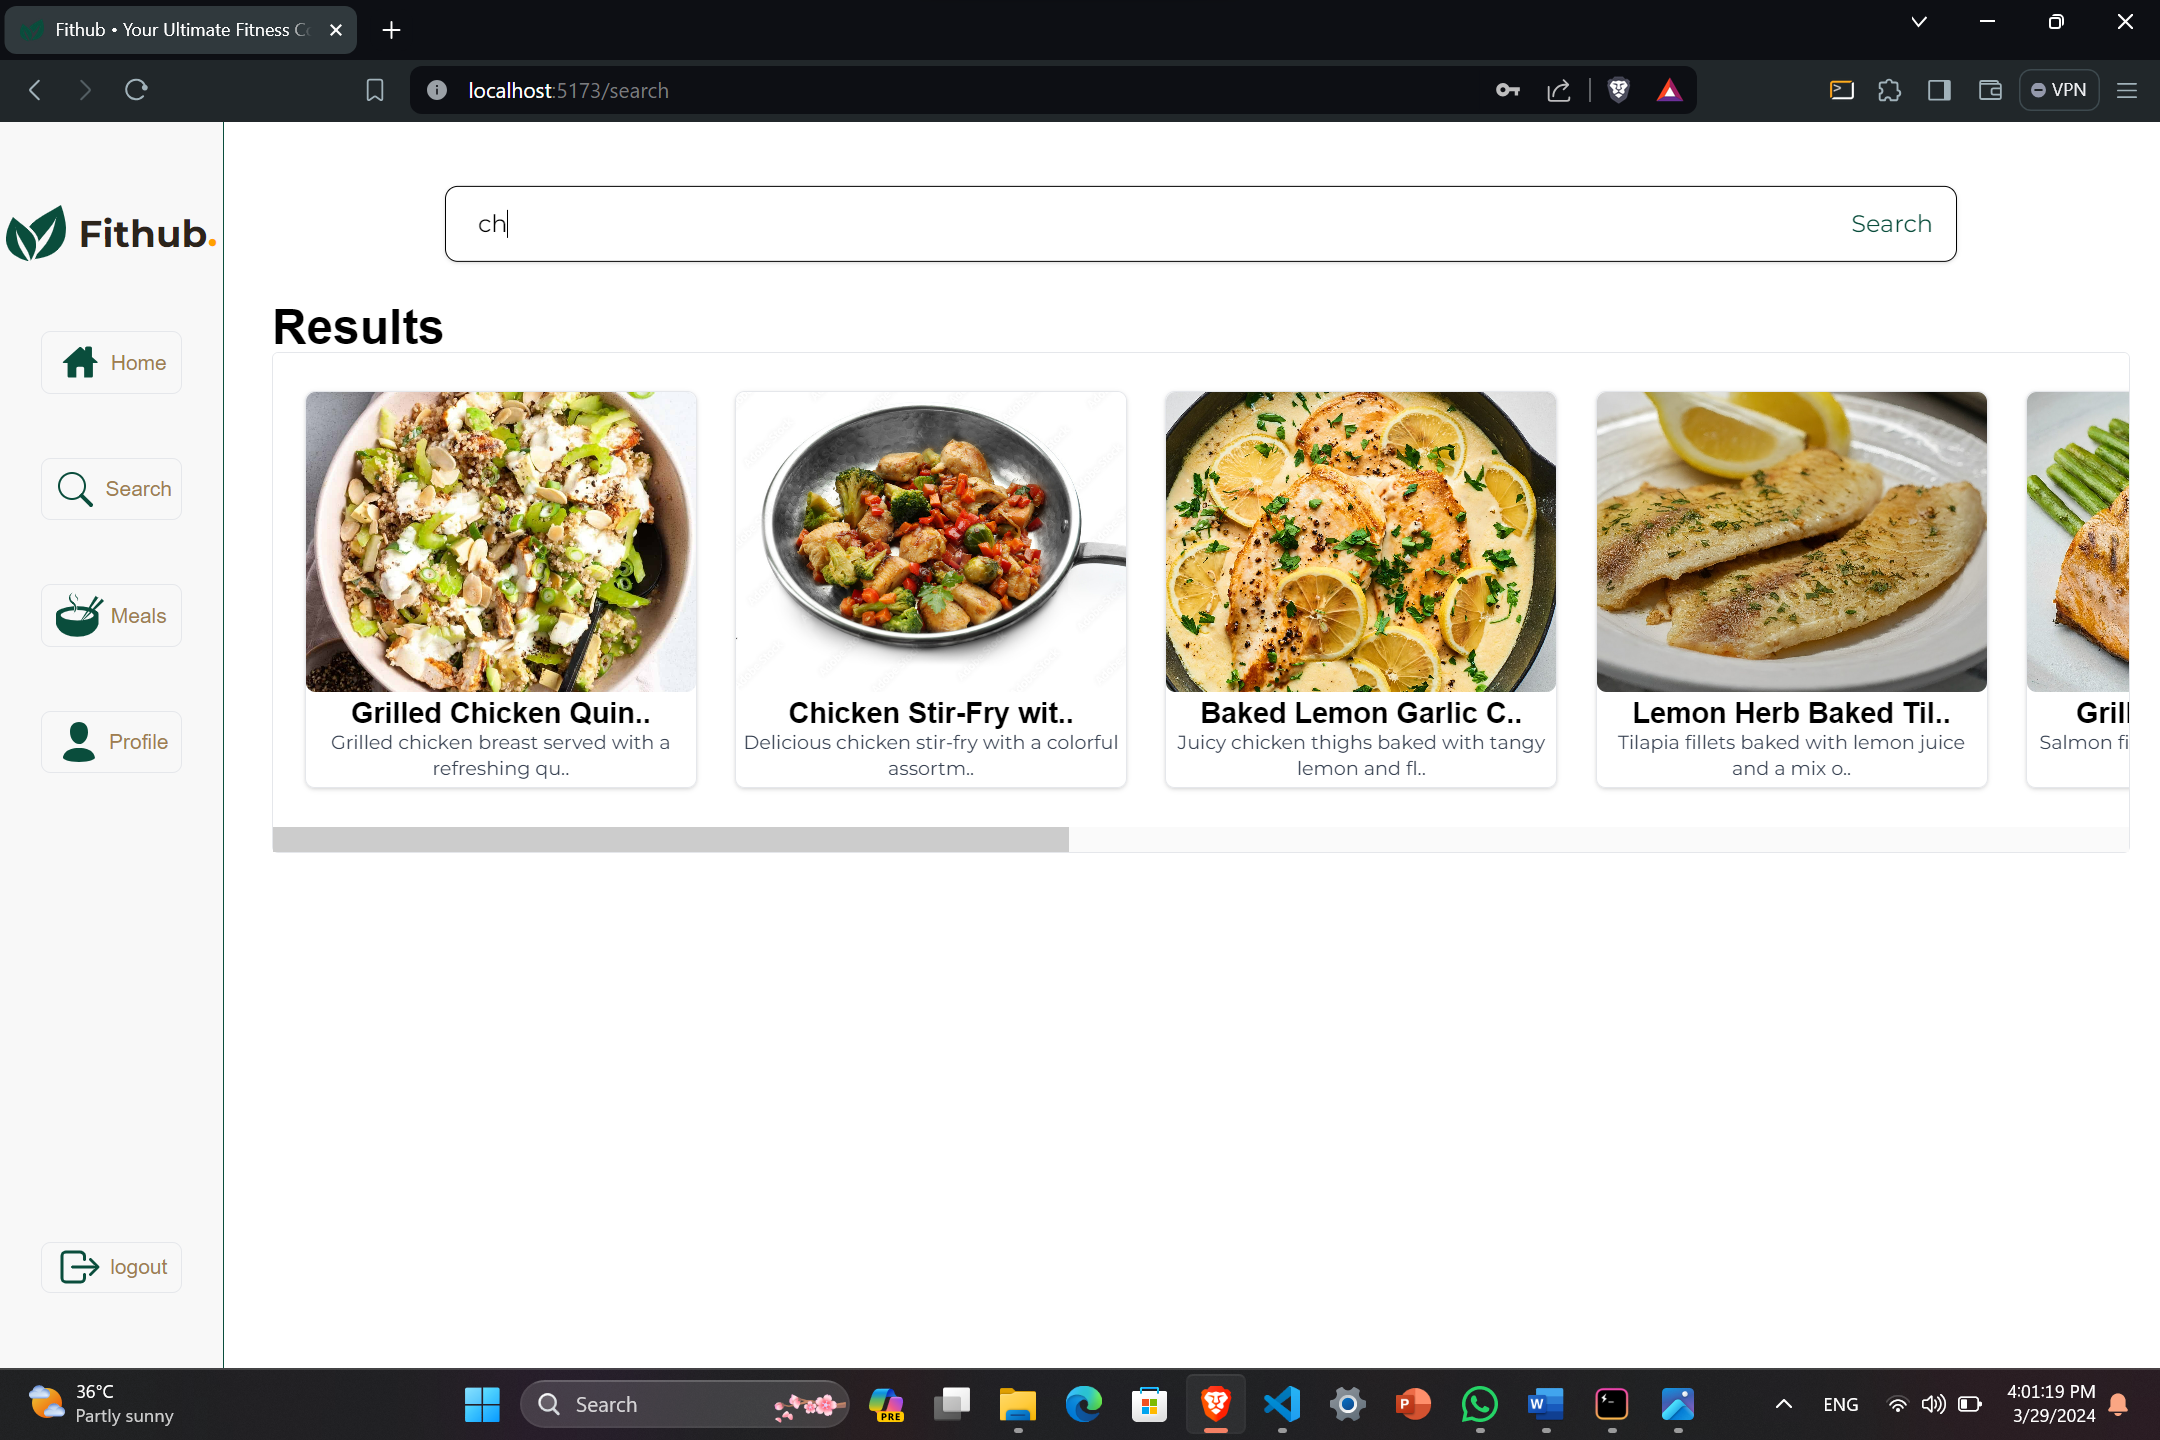 Fithub • Your Ultimate Fitness Co
localhost:5173/search
VPN
Fithub.
Home
Search
Meals
Profile
logout
ch
Search
Results
Grilled Chicken Quin..
Grilled chicken breast served with a
refreshing qu..
Chicken Stir-Fry wit..
Delicious chicken stir-fry with a colorful
assortm..
Baked Lemon Garlic C..
Juicy chicken thighs baked with tangy
lemon and fl..
Lemon Herb Baked Til..
Tilapia fillets baked with lemon juice
and a mix o..
Gril
Salmon fi
36°C
Partly sunny
Search
PRE
ENG
4:01:19 PM
3/29/2024